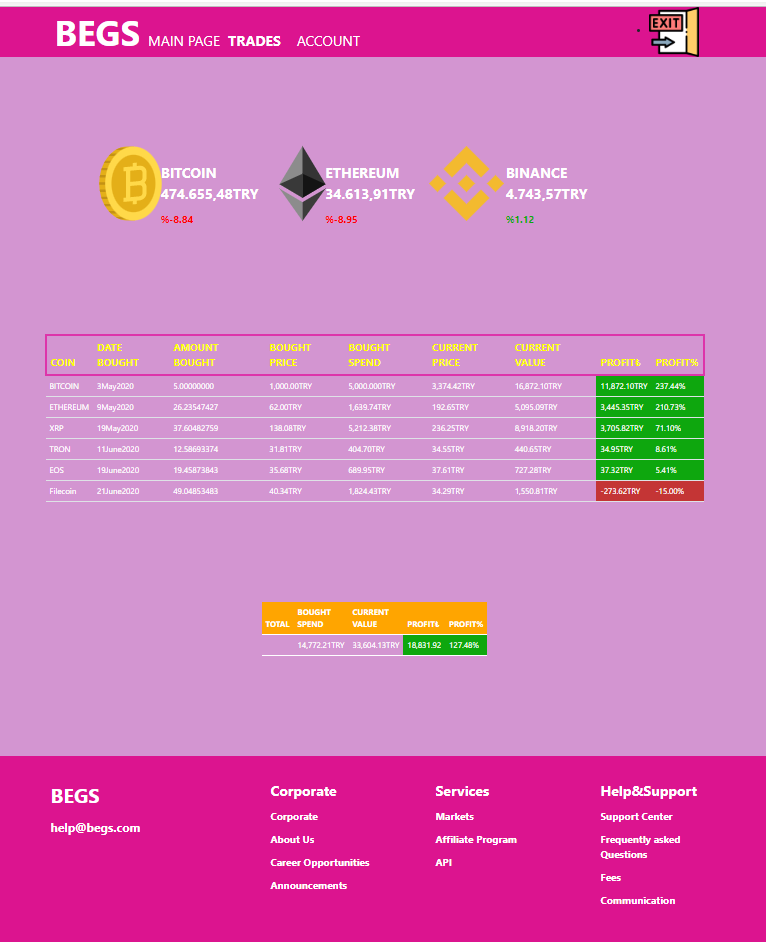 BEGS MAIN PAGE TRADES ACCOUNT EXIT
BITCOIN ETHEREUM BINANCE
474.655,48TRY 34.613,91TRY 4.743,57TRY
%-8.84 %-8.95 %1.12
COIN DATE BOUGHT AMOUNT BOUGHT BOUGHT PRICE BOUGHT SPEND CURRENT PRICE CURRENT VALUE PROFIT₺ PROFIT%
BITCOIN 3May2020 5.00000000 1,000.00TRY 5,000.000TRY 3,374.42TRY 16,872.10TRY 11,872.10TRY 237.44%
ETHEREUM 9May2020 26.23547427 62.00TRY 1,639.74TRY 192.65TRY 5,095.09TRY 3,445.35TRY 210.73%
XRP 19May2020 37.60482759 138.08TRY 5,212.38TRY 236.25TRY 8,918.20TRY 3,705.82TRY 71.10%
TRON 11June2020 12.58693374 31.81TRY 404.70TRY 34.55TRY 440.65TRY 34.95TRY 8.61%
EOS 19June2020 19.45873843 35.68TRY 689.95TRY 37.61TRY 727.28TRY 37.32TRY 5.41%
Filecoin 21June2020 49.04853483 40.34TRY 1,824.43TRY 34.29TRY 1,550.81TRY -273.62TRY -15.00%
TOTAL BOUGHT SPEND CURRENT VALUE PROFIT₺ PROFIT%
14,772.21TRY 33,604.13TRY 18,831.92 127.48%
BEGS
help@begs.com
Corporate
Corporate
About Us
Career Opportunities
Announcements
Services
Markets
Affiliate Program
API
Help&Support
Support Center
Frequently asked
Questions
Fees
Communication